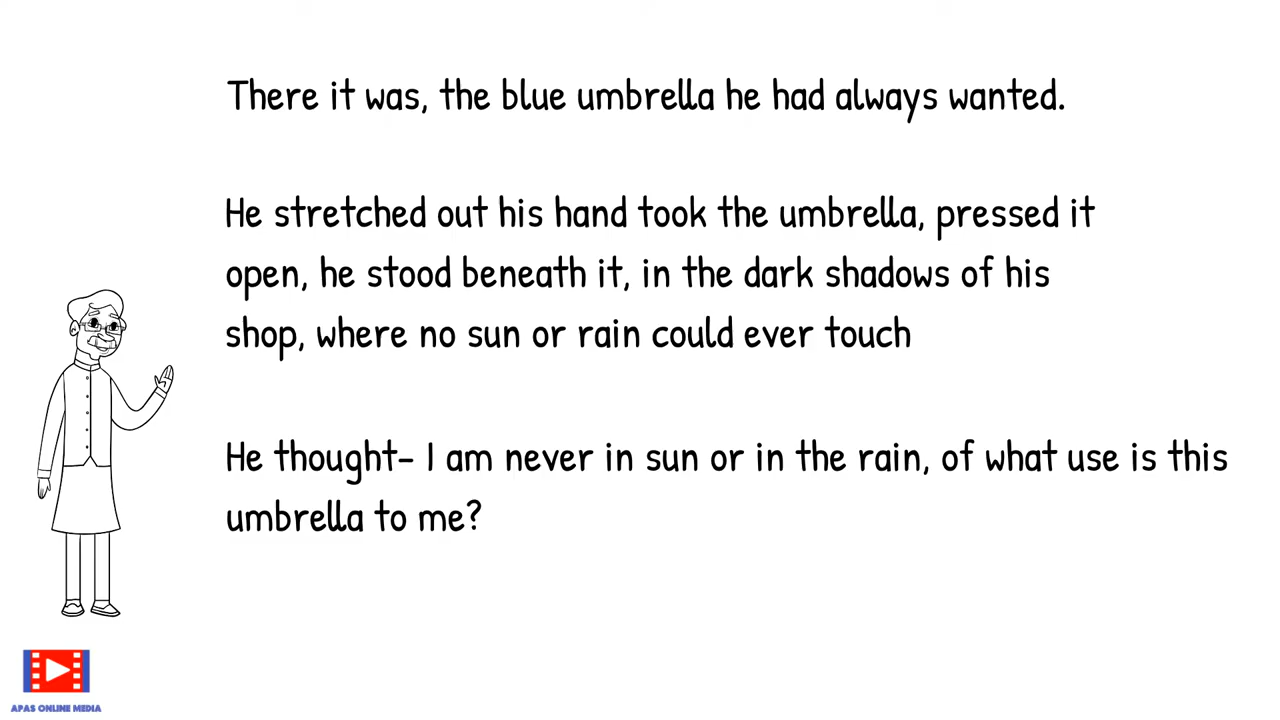 There it was, the blue umbrella he had always wanted.
He stretched out his hand took the umbrella, pressed it
open, he stood beneath it, in the dark shadows of his
shop, where no sun or rain could ever touch
He thought- I am never in sun or in the rain, of what use is this
umbrella to me?
APAS ONLINE MEDIA